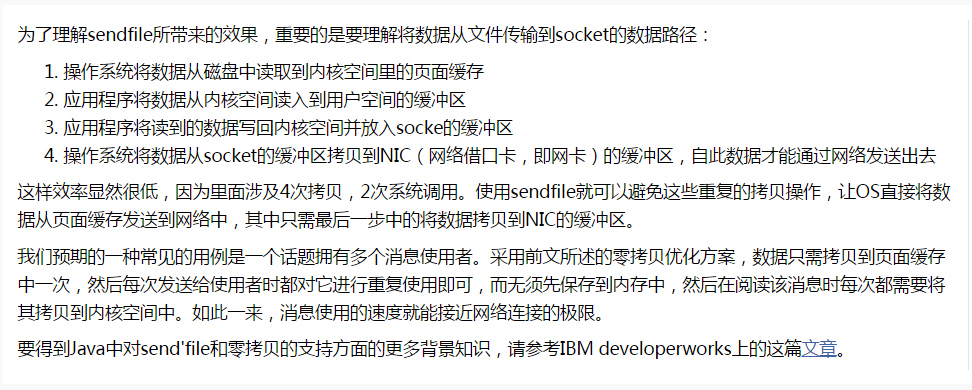 为了理解sendfile所带来的效果，重要的是要理解将数据从文件传输到socket的数据路径：
1. 操作系统将数据从磁盘中读取到内核空间里的页面缓存
2. 应用程序将数据从内核空间读入到用户空间的缓冲区
3. 应用程序将读到的数据写回内核空间并放入socke的缓冲区
4. 操作系统将数据从socket的缓冲区拷贝到NIC（网络借口卡，即网卡）的缓冲区，自此数据才能通过网络发送出去
这样效率显然很低，因为里面涉及4次拷贝，2次系统调用。使用sendfile就可以避免这些重复的拷贝操作，让OS直接将数
据从页面缓存发送到网络中，其中只需最后一步中的将数据拷贝到NIC的缓冲区。
我们预期的一种常见的用例是一个话题拥有多个消息使用者。采用前文所述的零拷贝优化方案，数据只需拷贝到页面缓存
中一次，然后每次发送给使用者时都对它进行重复使用即可，而无须先保存到内存中，然后在阅读该消息时每次都需要将
其拷贝到内核空间中。如此一来，消息使用的速度就能接近网络连接的极限。
要得到Java中对send'file和零拷贝的支持方面的更多背景知识，请参考IBM developerworks上的这篇文章。